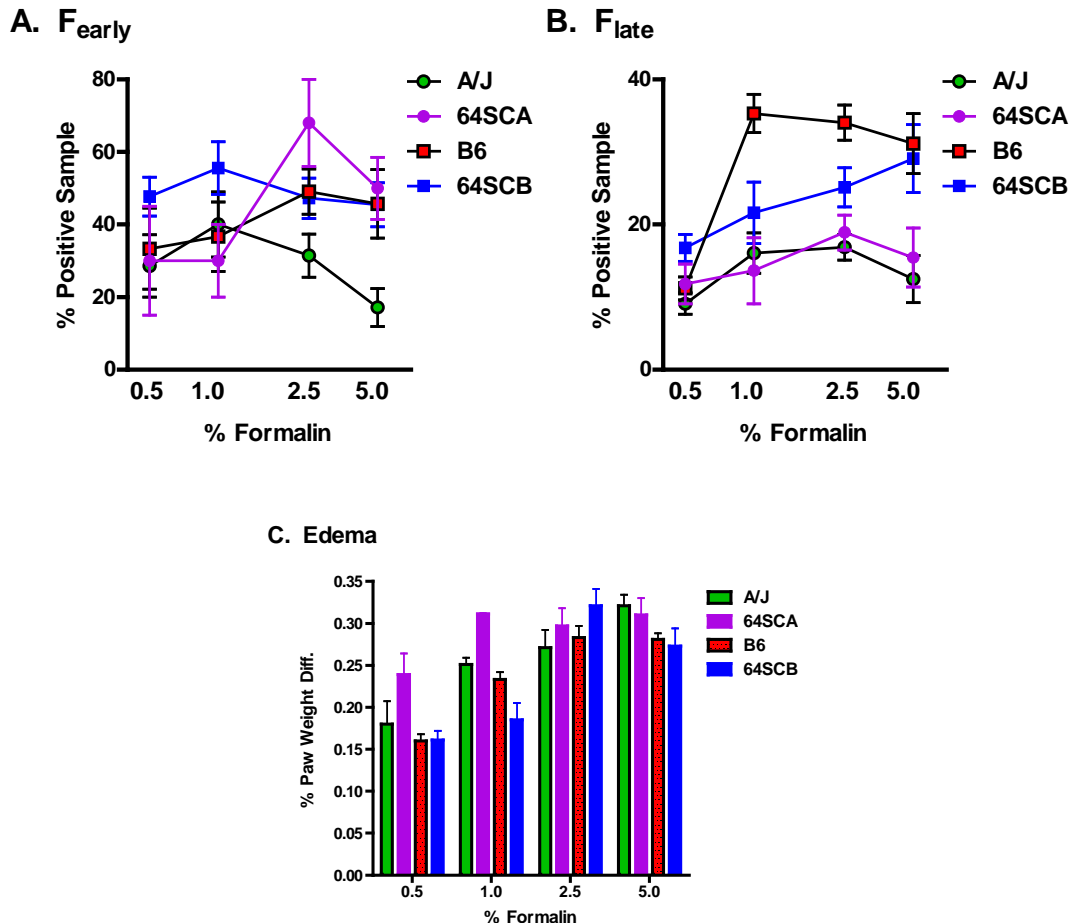 A. Fearly
B. Flate
80
60
40
20
0
% Positive Sample
0.5 1.0 2.5 5.0
% Formalin
A/J
64SCA
B6
64SCB
40
20
0
% Positive Sample
0.5 1.0 2.5 5.0
% Formalin
A/J
64SCA
B6
64SCB
C. Edema
0.35
0.30
0.25
0.20
0.15
0.10
0.05
0.00
% Paw Weight Diff.
0.5 1.0 2.5 5.0
% Formalin
A/J
64SCA
B6
64SCB